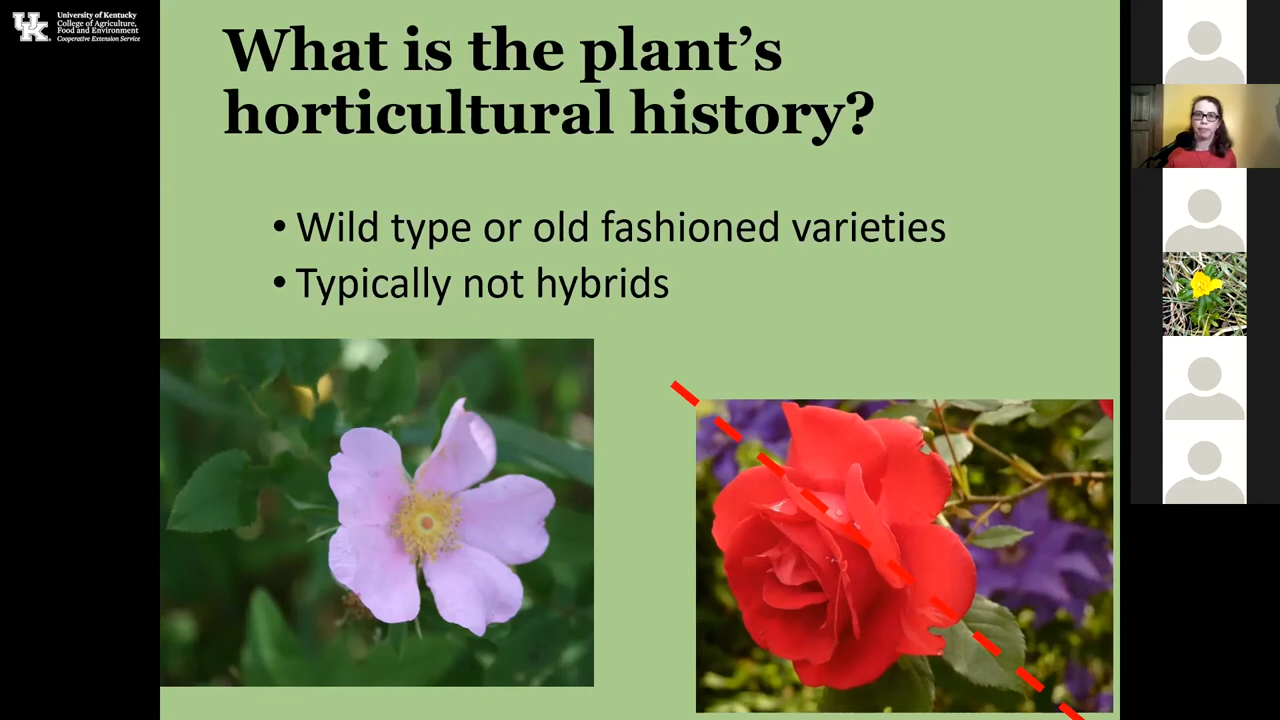 University of Kentucky
College of Agriculture,
Food and Environment
Cooperative Extension Service
UK
What is the plant’s
horticultural history?
• Wild type or old fashioned varieties
• Typically not hybrids